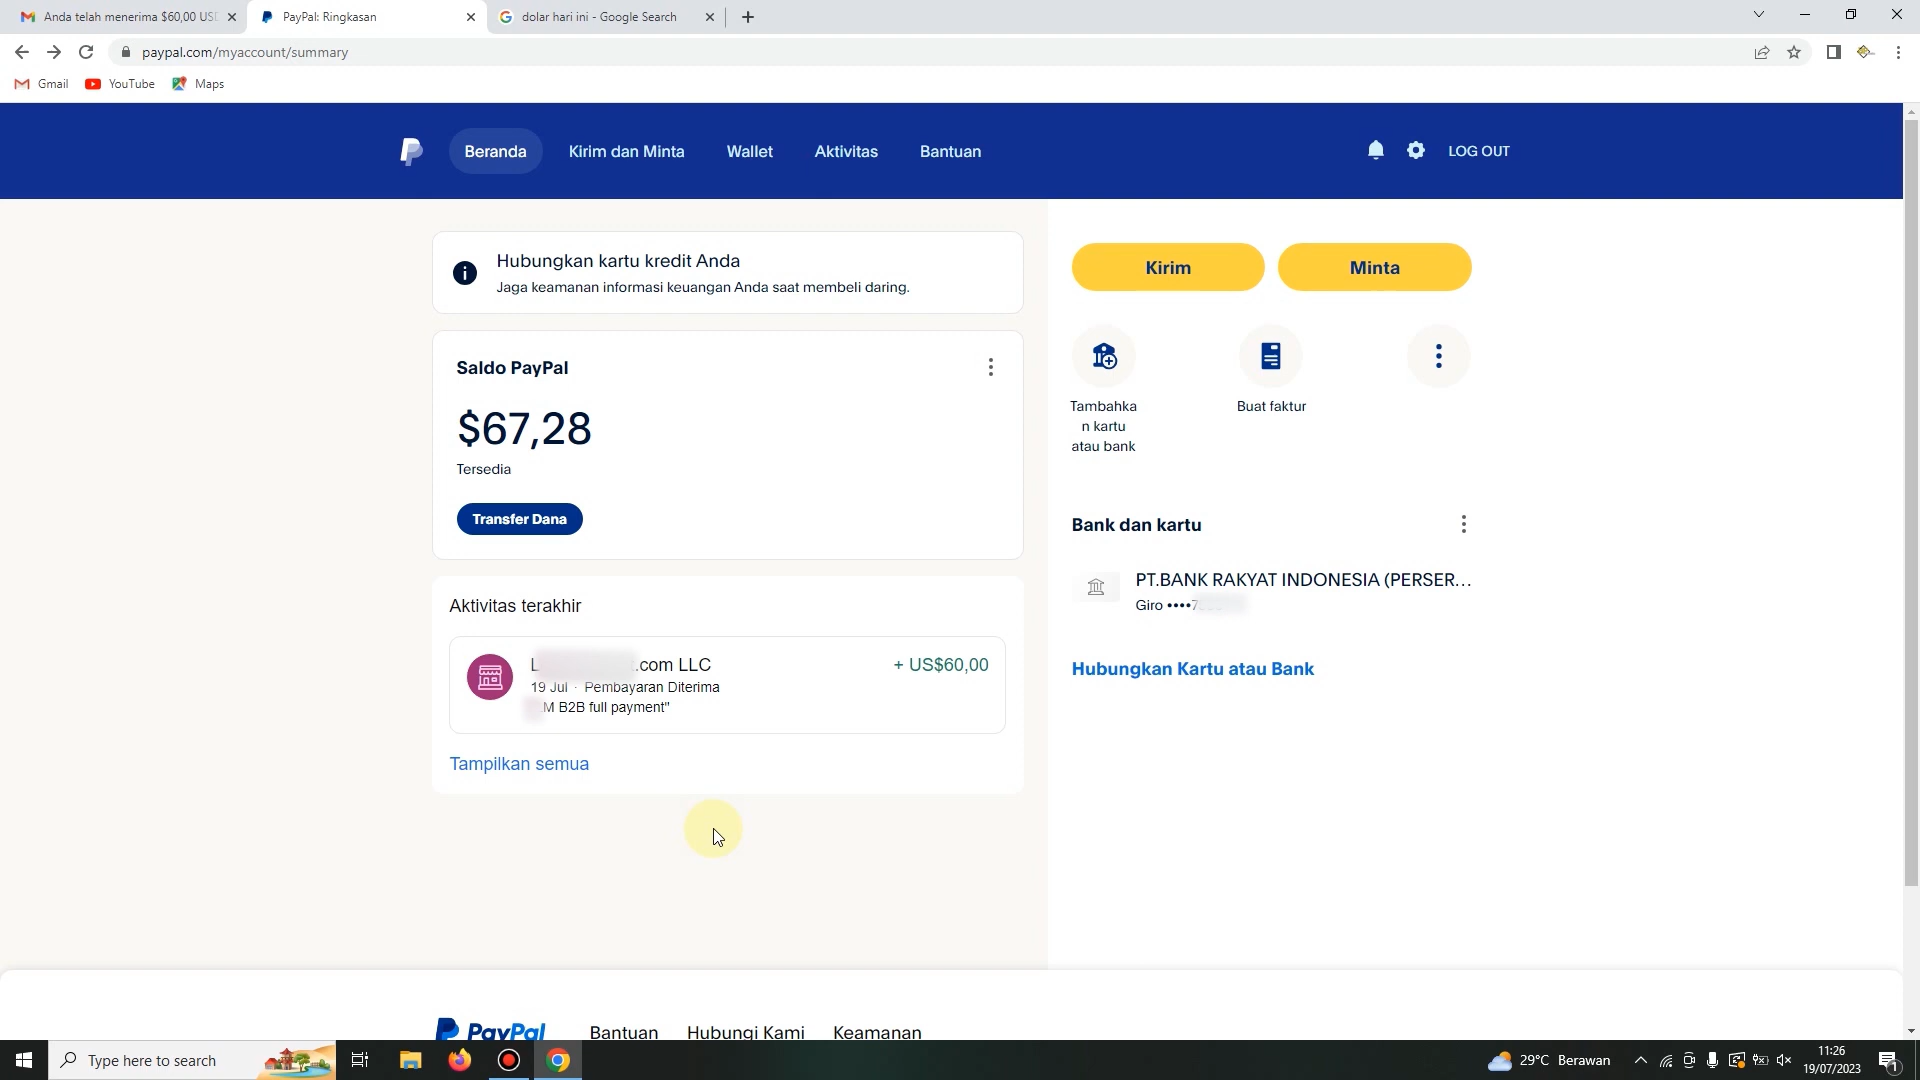 Anda telah menerima $60,00 USD
PayPal: Ringkasan
dolar hari ini - Google Search
paypal.com/myaccount/summary
Gmail
YouTube
Maps
Beranda
Kirim dan Minta
Wallet
Aktivitas
Bantuan
LOG OUT
Hubungkan kartu kredit Anda
Jaga keamanan informasi keuangan Anda saat membeli daring.
Saldo PayPal
$67,28
Tersedia
Transfer Dana
Aktivitas terakhir
.com LLC
+ US$60,00
19 Jul · Pembayaran Diterima
M B2B full payment"
Tampilkan semua
Kirim
Minta
Tambahka
n kartu
atau bank
Buat faktur
Bank dan kartu
PT.BANK RAKYAT INDONESIA (PERSER...
Giro ••••7
Hubungkan Kartu atau Bank
PayPal
Bantuan
Hubungi Kami
Keamanan
Type here to search
29°C Berawan
11:26
19/07/2023
1